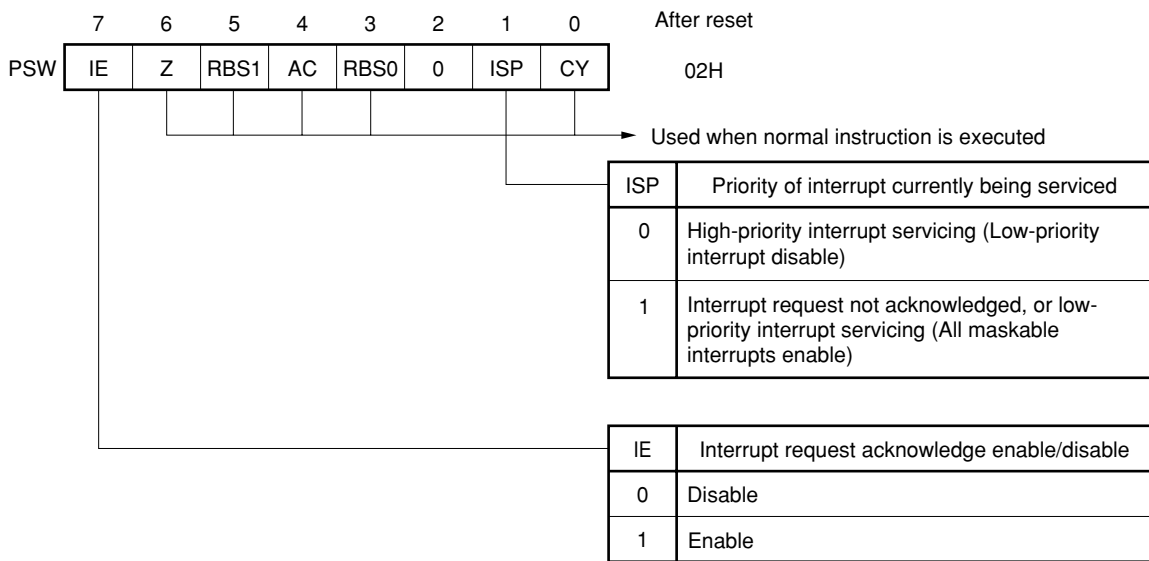 7 6 5 4 3 2 1 0 After reset
PSW IE Z RBS1 AC RBS0 0 ISP CY 02H
Used when normal instruction is executed
ISP Priority of interrupt currently being serviced
0 High-priority interrupt servicing (Low-priority
interrupt disable)
1 Interrupt request not acknowledged, or low-
priority interrupt servicing (All maskable
interrupts enable)
IE Interrupt request acknowledge enable/disable
0 Disable
1 Enable